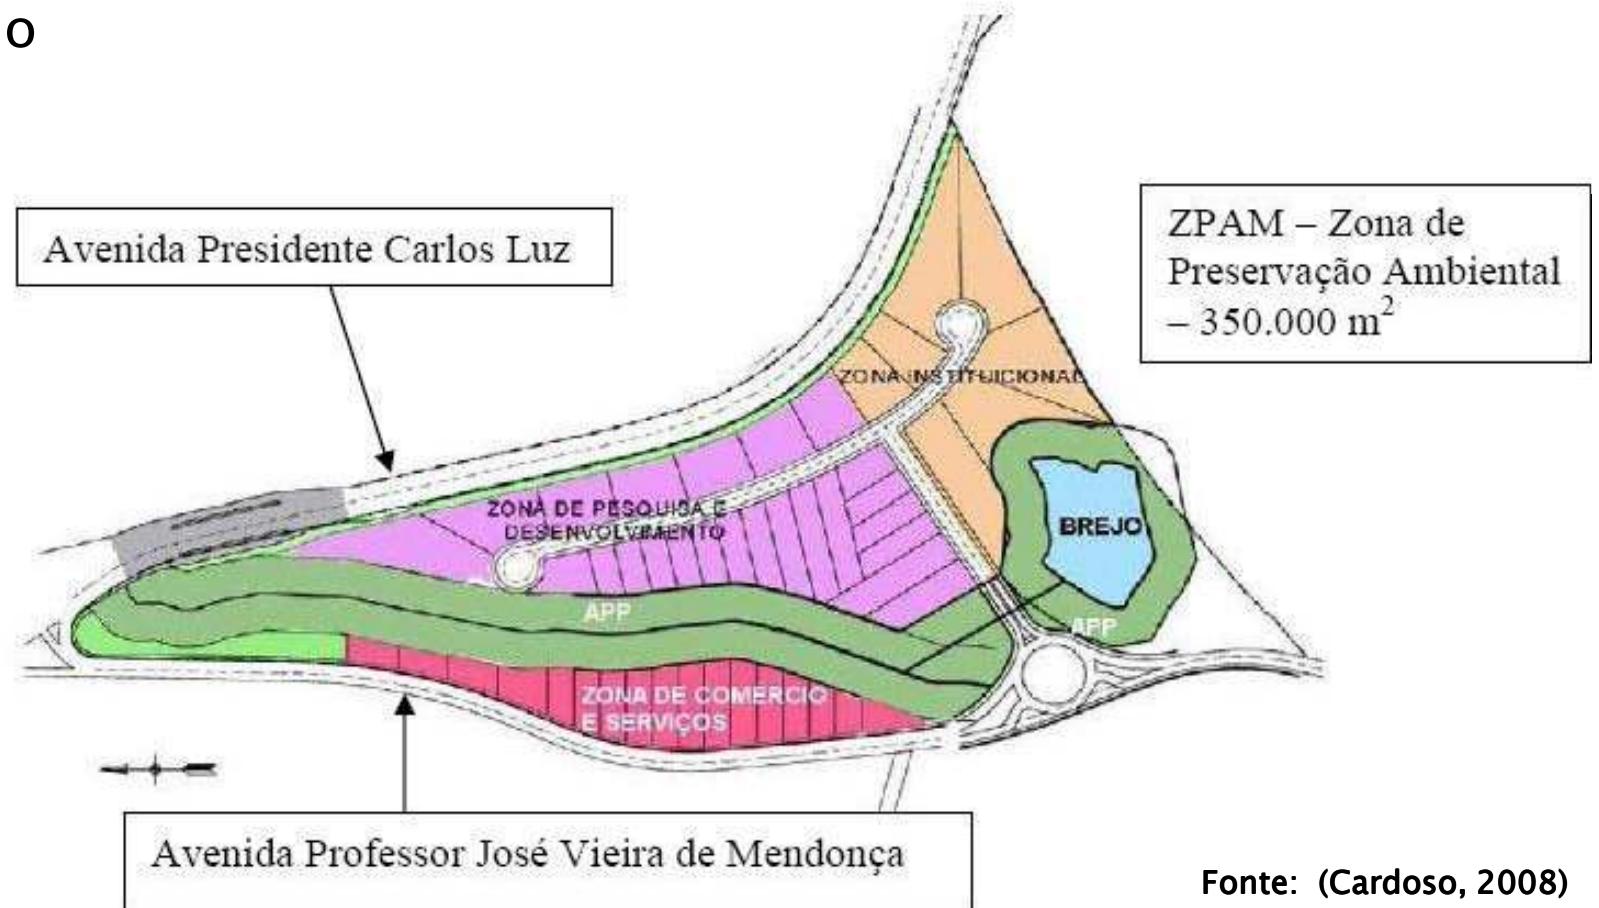 o
Avenida Presidente Carlos Luz
ZPAM – Zona de
Preservação Ambiental
– 350.000 m²
ZONA INSTITUICIONAL
ZONA DE PESQUISA E
DESENVOLVIMENTO
BREJO
APP
APP
ZONA DE COMERCIO
E SERVIÇOS
Avenida Professor José Vieira de Mendonça
Fonte: (Cardoso, 2008)